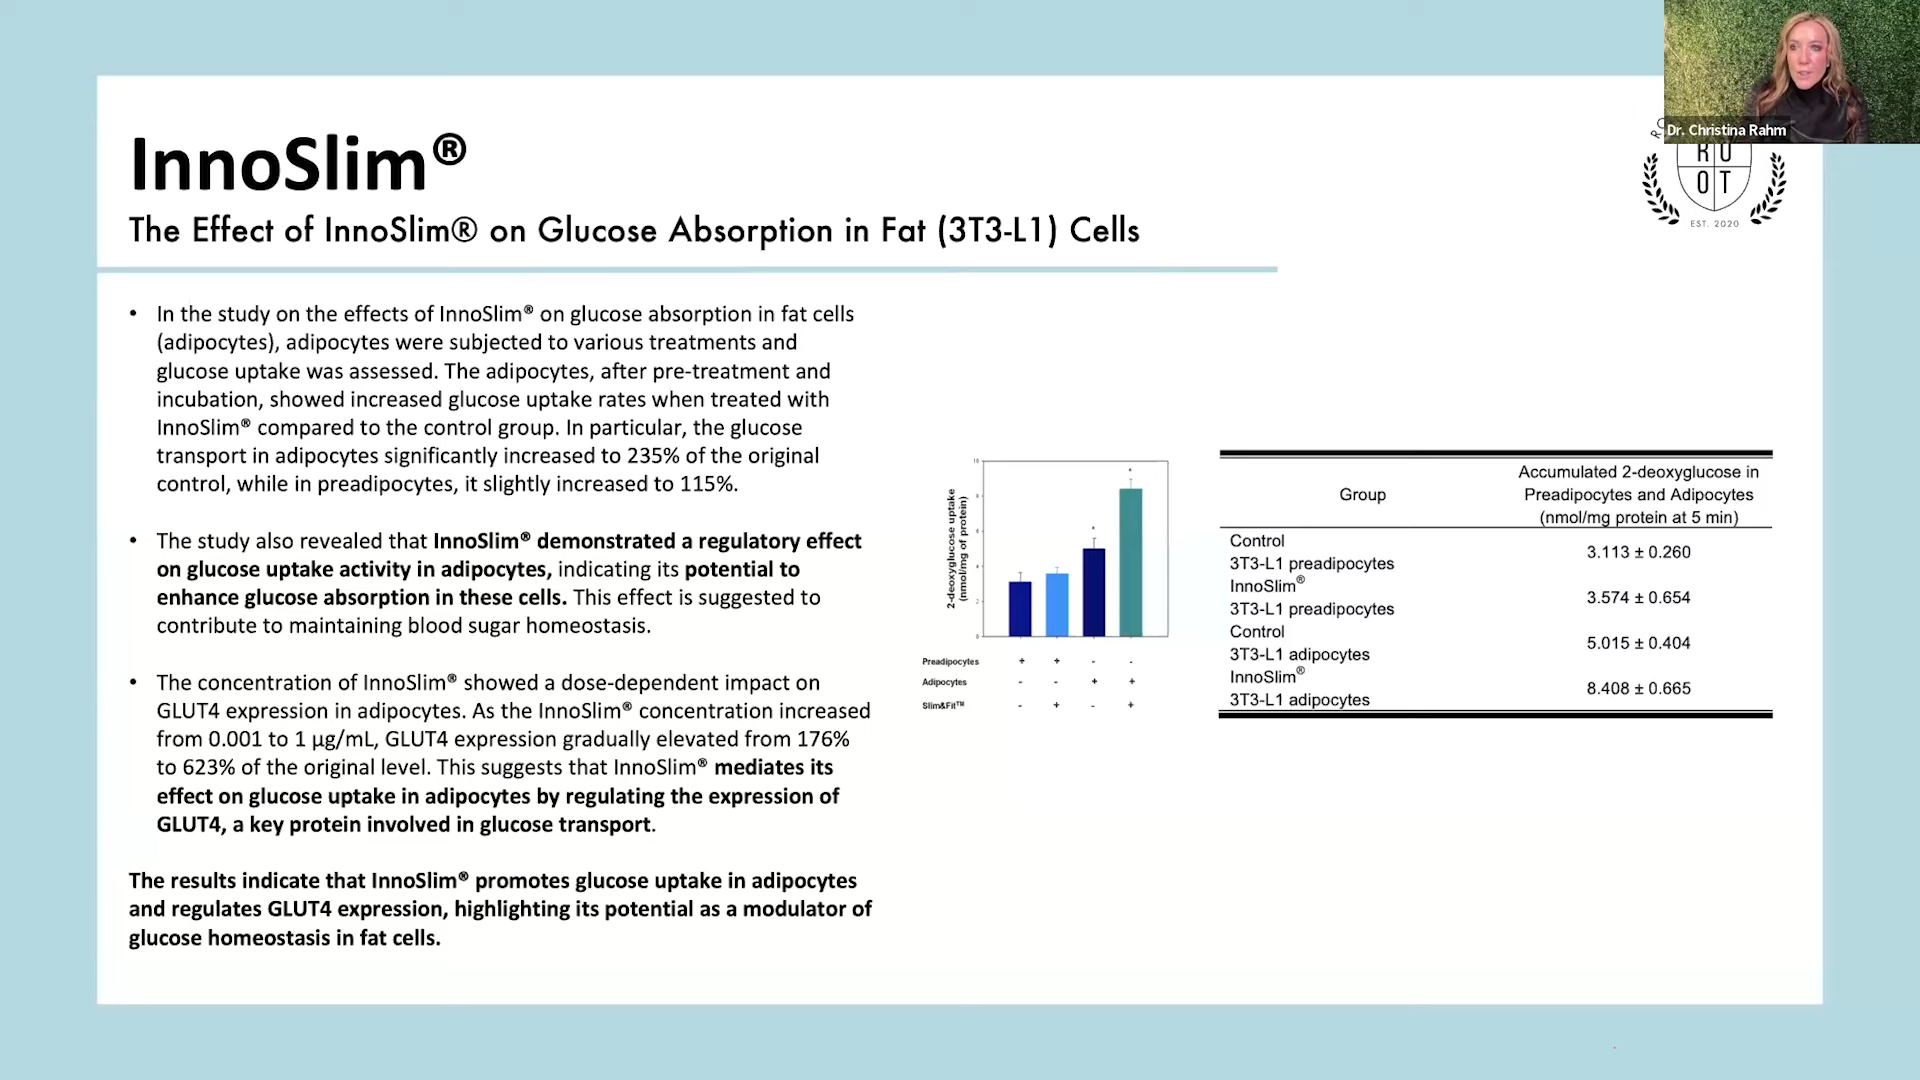 Dr. Christina Rahm
R O
O T
EST. 2020
InnoSlim®
The Effect of InnoSlim® on Glucose Absorption in Fat (3T3-L1) Cells
• In the study on the effects of InnoSlim® on glucose absorption in fat cells
(adipocytes), adipocytes were subjected to various treatments and
glucose uptake was assessed. The adipocytes, after pre-treatment and
incubation, showed increased glucose uptake rates when treated with
InnoSlim® compared to the control group. In particular, the glucose
transport in adipocytes significantly increased to 235% of the original
control, while in preadipocytes, it slightly increased to 115%.
• The study also revealed that InnoSlim® demonstrated a regulatory effect
on glucose uptake activity in adipocytes, indicating its potential to
enhance glucose absorption in these cells. This effect is suggested to
contribute to maintaining blood sugar homeostasis.
• The concentration of InnoSlim® showed a dose-dependent impact on
GLUT4 expression in adipocytes. As the InnoSlim® concentration increased
from 0.001 to 1 µg/mL, GLUT4 expression gradually elevated from 176%
to 623% of the original level. This suggests that InnoSlim® mediates its
effect on glucose uptake in adipocytes by regulating the expression of
GLUT4, a key protein involved in glucose transport.
The results indicate that InnoSlim® promotes glucose uptake in adipocytes
and regulates GLUT4 expression, highlighting its potential as a modulator of
glucose homeostasis in fat cells.
2-deoxyglucose uptake
(nmol/mg of protein)
10
8
6
4
2
0
* *
Preadipocytes + + - -
Adipocytes - - + +
Slim&Fit™ - + - +
Group
Accumulated 2-deoxyglucose in
Preadipocytes and Adipocytes
(nmol/mg protein at 5 min)
Control
3T3-L1 preadipocytes
3.113 ± 0.260
InnoSlim®
3T3-L1 preadipocytes
3.574 ± 0.654
Control
3T3-L1 adipocytes
5.015 ± 0.404
InnoSlim®
3T3-L1 adipocytes
8.408 ± 0.665